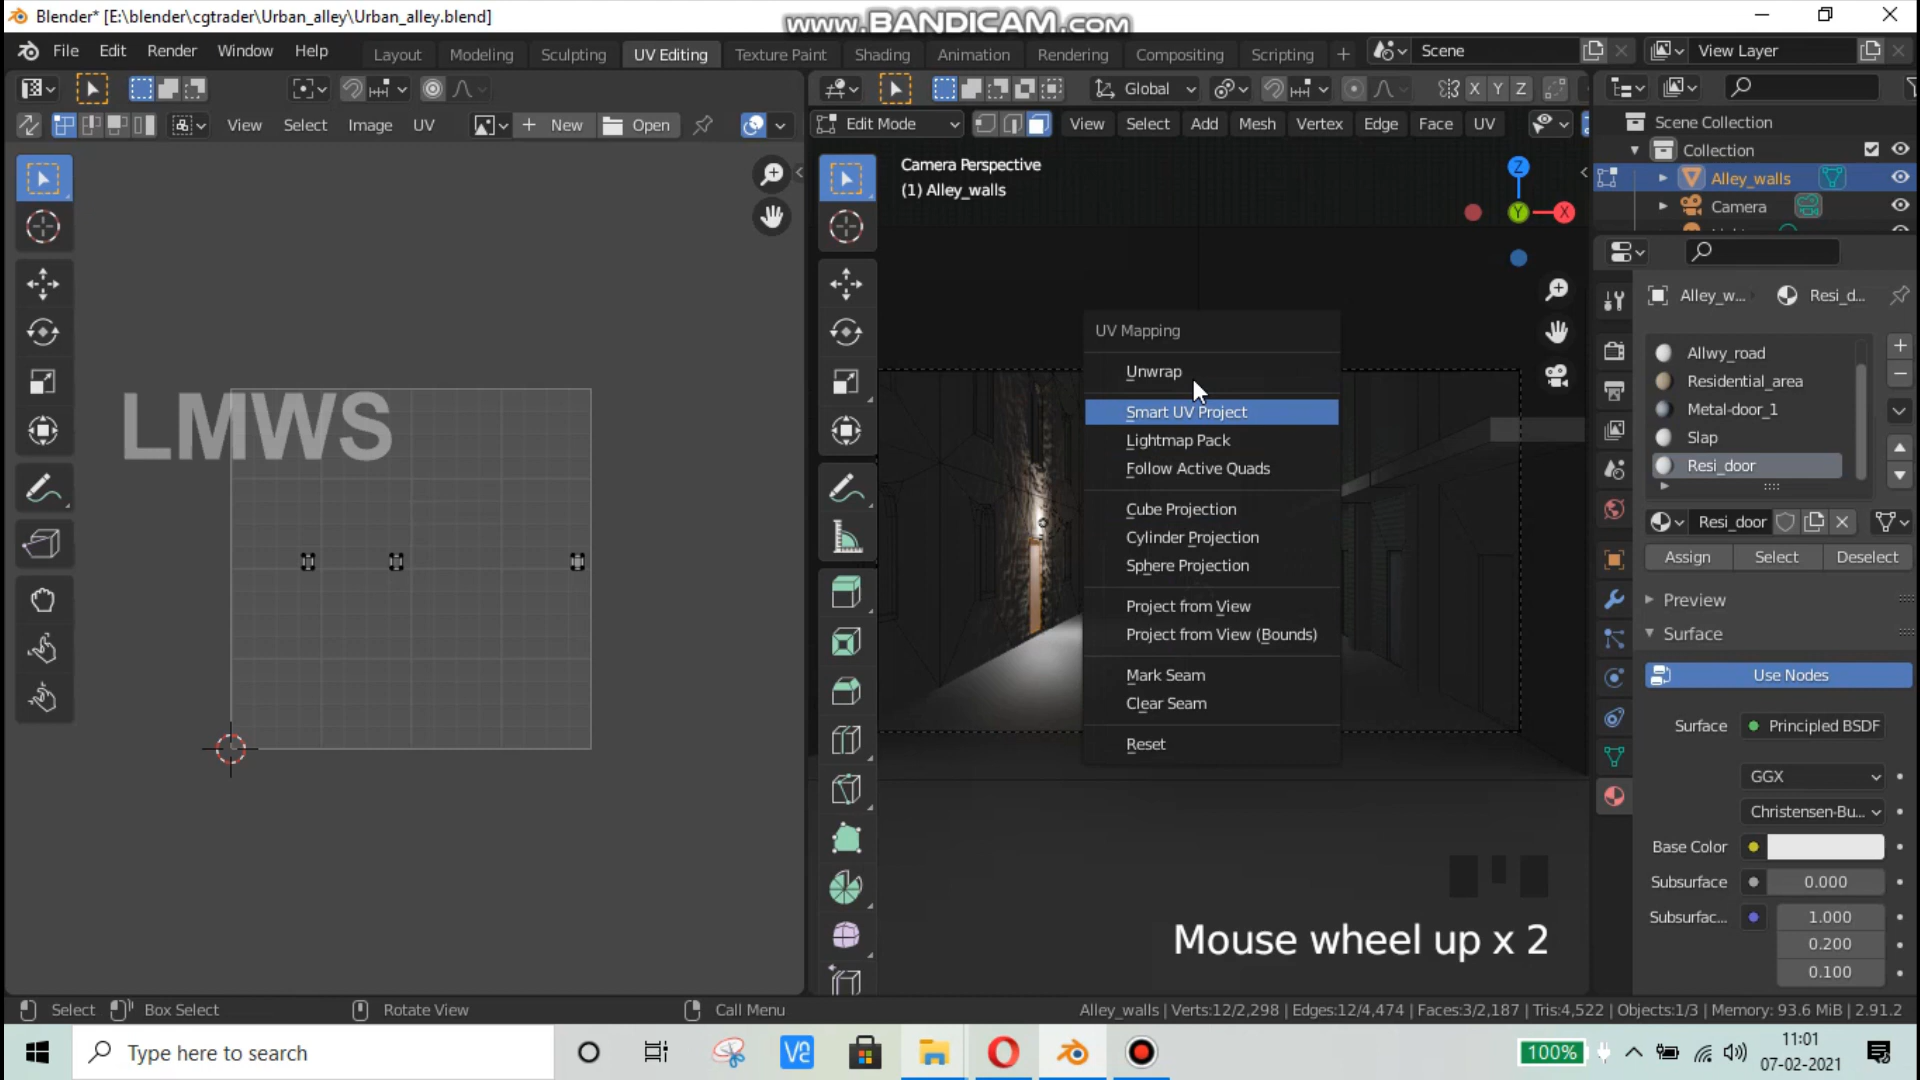 Blender* [E:\blender\cgtrader\Urban_alley\Urban_alley.blend]
www.BANDICAM.com
File Edit Render Window Help
Layout Modeling Sculpting UV Editing Texture Paint Shading Animation Rendering Compositing Scripting +
Scene
View Layer
Global
X Y Z
View Select Image UV
+ New
Open
Edit Mode
View Select Add Mesh Vertex Edge Face UV
Scene Collection
Collection
Alley_walls
Camera
Camera Perspective
(1) Alley_walls
Z
Y
X
Alley_w...
Resi_d...
UV Mapping
Unwrap
Smart UV Project
Lightmap Pack
Follow Active Quads
Cube Projection
Cylinder Projection
Sphere Projection
Project from View
Project from View (Bounds)
Mark Seam
Clear Seam
Reset
LMWS
Allwy_road
Residential_area
Metal-door_1
Slap
Resi_door
Resi_door
Assign
Select
Deselect
Preview
Surface
Use Nodes
Surface
Principled BSDF
GGX
Christensen-Bu...
Base Color
Subsurface
0.000
Subsurfac...
1.000
0.200
0.100
Mouse wheel up x 2
Select
Box Select
Rotate View
Call Menu
Alley_walls | Verts:12/2,298 | Edges:12/4,474 | Faces:3/2,187 | Tris:4,522 | Objects:1/3 | Memory: 93.6 MiB | 2.91.2
Type here to search
100%
11:01
07-02-2021